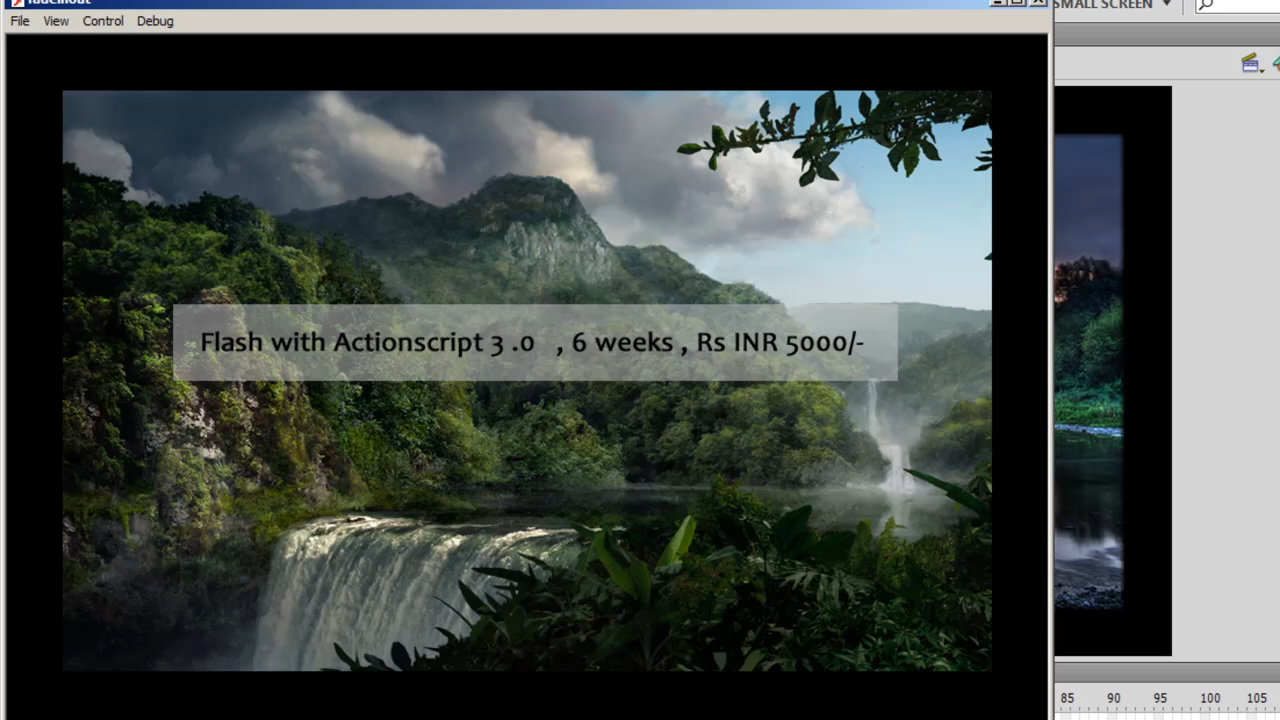 fadeinout
SMALL SCREEN
File View Control Debug
Flash with Actionscript 3 .0 , 6 weeks , Rs INR 5000/-
85 90 95 100 105